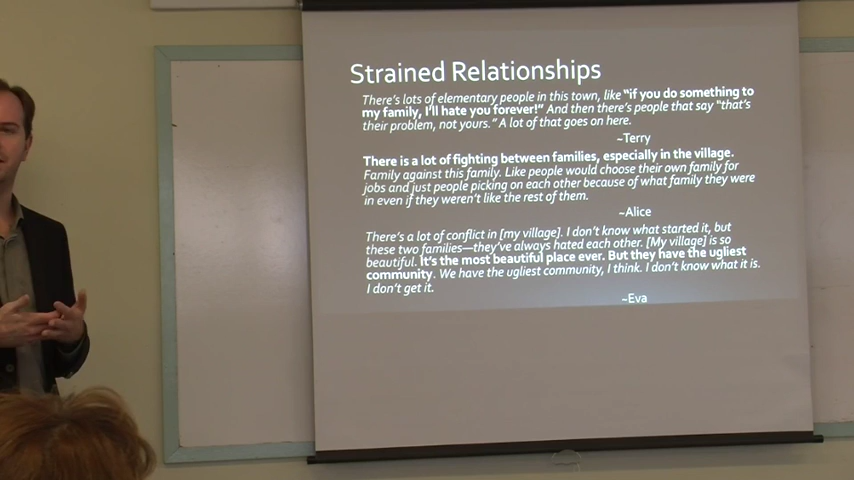 Strained Relationships
There's lots of elementary people in this town, like "if you do something to
my family, I'll hate you forever!" And then there's people that say "that's
their problem, not yours." A lot of that goes on here.
~Terry
There is a lot of fighting between families, especially in the village.
Family against this family. Like people would choose their own family for
jobs and just people picking on each other because of what family they were
in even if they weren't like the rest of them.
~Alice
There's a lot of conflict in [my village]. I don't know what started it, but
these two families—they've always hated each other. [My village] is so
beautiful. It's the most beautiful place ever. But they have the ugliest
community. We have the ugliest community, I think. I don't know what it is.
I don't get it.
~Eva